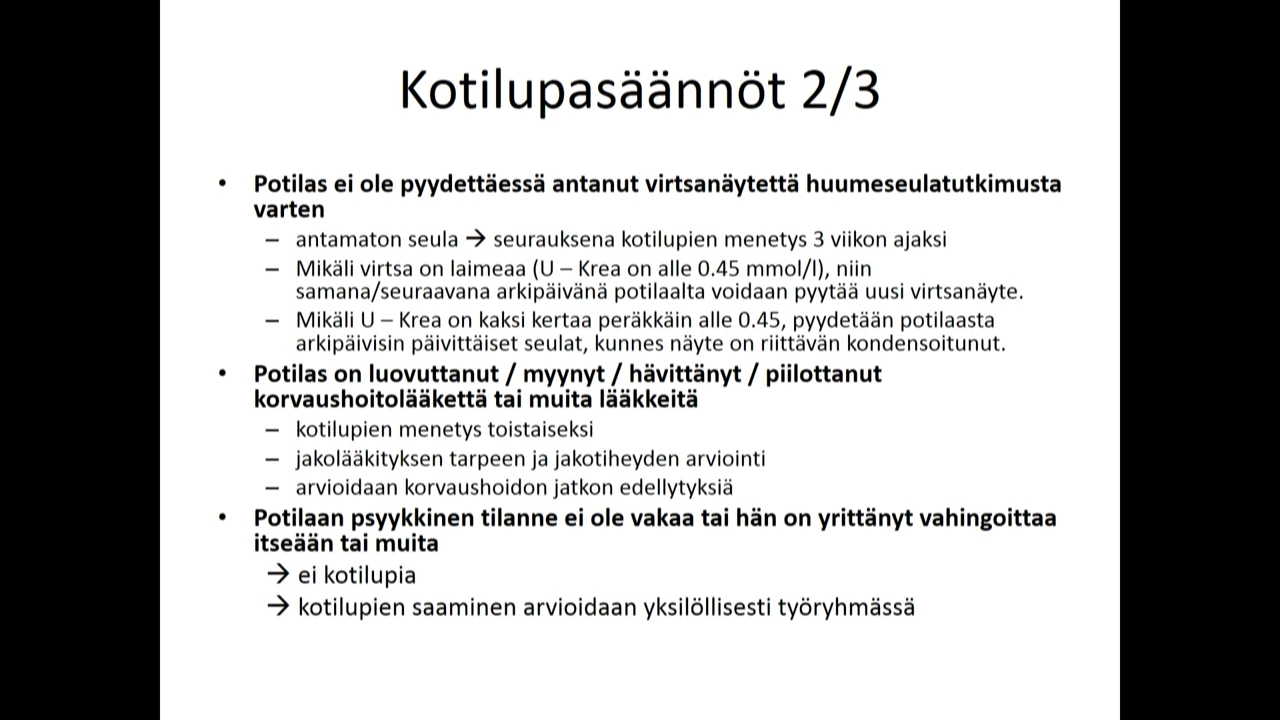 Kotilupasäännöt 2/3
• Potilas ei ole pyydettäessä antanut virtsanäytettä huumeseulatutkimusta
varten
– antamaton seula → seurauksena kotilupien menetys 3 viikon ajaksi
– Mikäli virtsa on laimeaa (U – Krea on alle 0.45 mmol/l), niin
samana/seuraavana arkipäivänä potilaalta voidaan pyytää uusi virtsanäyte.
– Mikäli U – Krea on kaksi kertaa peräkkäin alle 0.45, pyydetään potilaasta
arkipäivisin päivittäiset seulat, kunnes näyte on riittävän kondensoitunut.
• Potilas on luovuttanut / myynyt / hävittänyt / piilottanut
korvaushoitolääkettä tai muita lääkkeitä
– kotilupien menetys toistaiseksi
– jakolääkityksen tarpeen ja jakotiheyden arviointi
– arvioidaan korvaushoidon jatkon edellytyksiä
• Potilaan psyykkinen tilanne ei ole vakaa tai hän on yrittänyt vahingoittaa
itseään tai muita
→ ei kotilupia
→ kotilupien saaminen arvioidaan yksilöllisesti työryhmässä